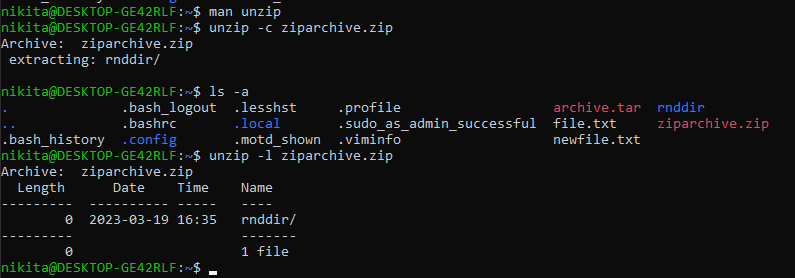 nikita@DESKTOP-GE42RLF:~$ man unzip
nikita@DESKTOP-GE42RLF:~$ unzip -c ziparchive.zip
Archive:  ziparchive.zip
 extracting: rnddir/

nikita@DESKTOP-GE42RLF:~$ ls -a
.              .bash_logout  .lesshst      .profile                   archive.tar  rnddir
..             .bashrc       .local        .sudo_as_admin_successful  file.txt     ziparchive.zip
.bash_history  .config       .motd_shown   .viminfo                   newfile.txt
nikita@DESKTOP-GE42RLF:~$ unzip -l ziparchive.zip
Archive:  ziparchive.zip
  Length      Date    Time    Name
---------  ---------- -----   ----
        0  2023-03-19 16:35   rnddir/
---------                     -------
        0                     1 file
nikita@DESKTOP-GE42RLF:~$